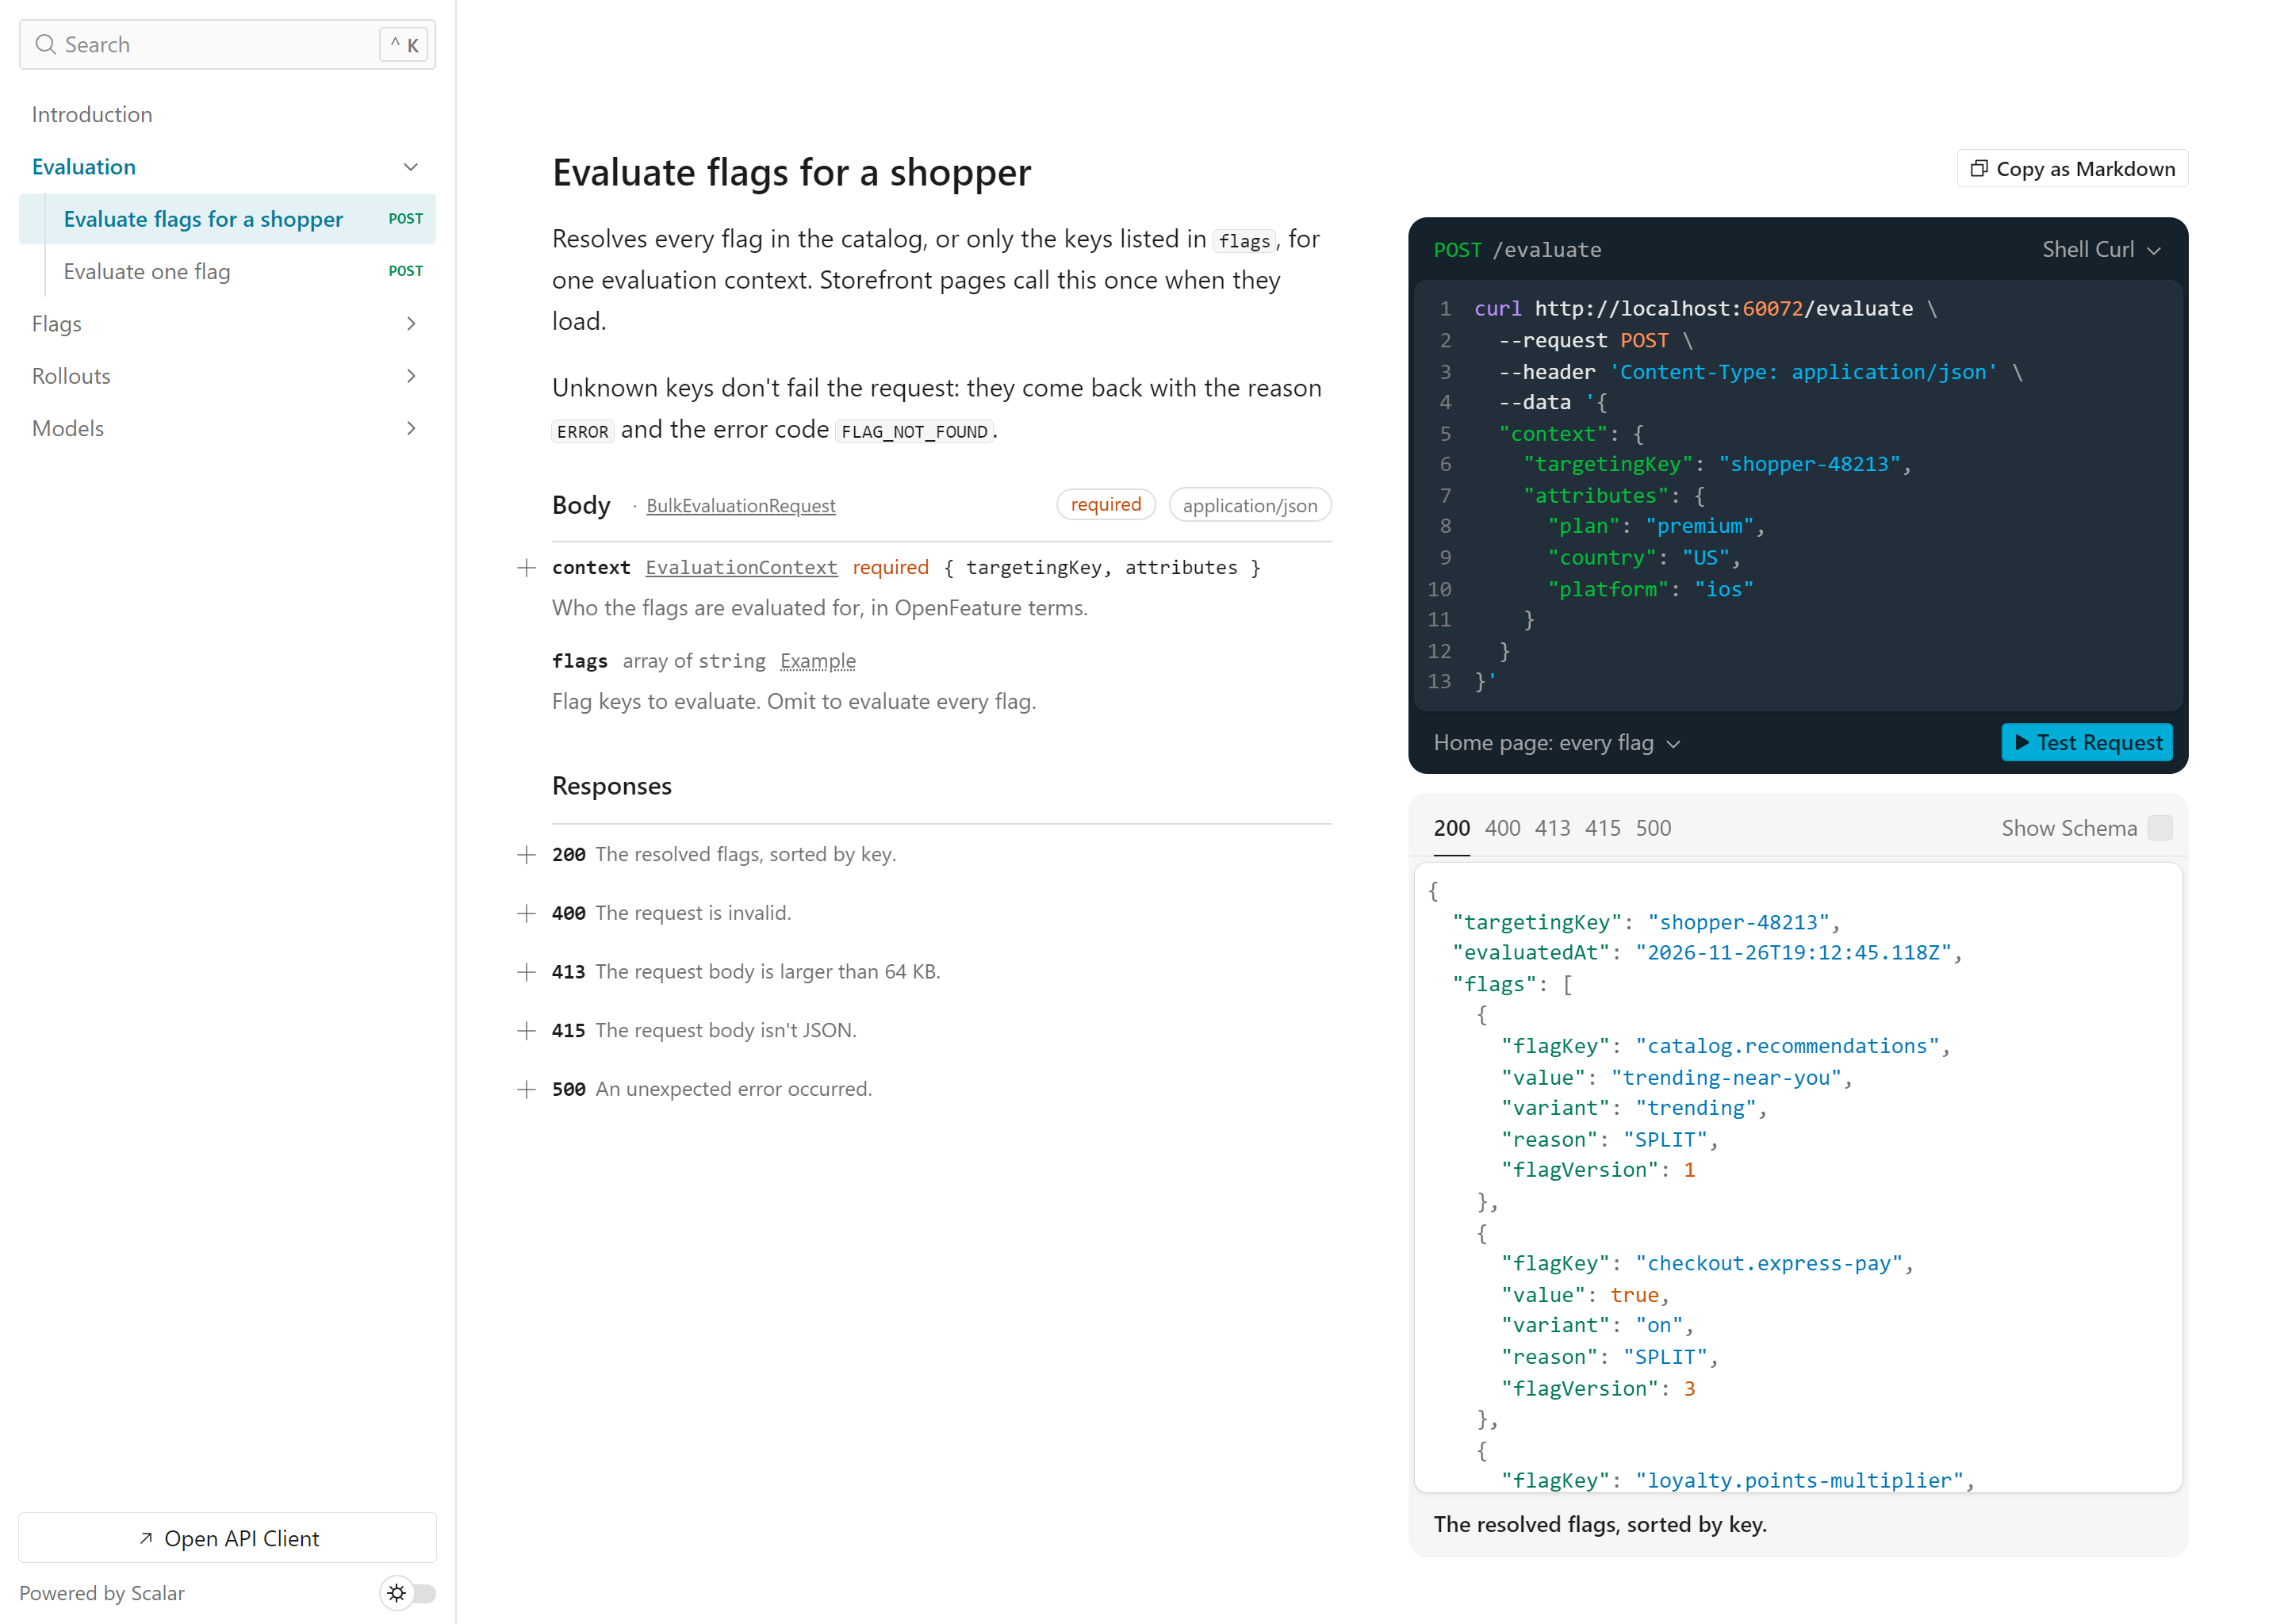 Search
^ K
Introduction
Evaluation
Evaluate flags for a shopper POST
Evaluate one flag POST
Flags
Rollouts
Models
Open API Client
Powered by Scalar
Evaluate flags for a shopper
Copy as Markdown
Resolves every flag in the catalog, or only the keys listed in flags, for
one evaluation context. Storefront pages call this once when they
load.
Unknown keys don't fail the request: they come back with the reason
ERROR and the error code FLAG_NOT_FOUND.
Body · BulkEvaluationRequest required application/json
context EvaluationContext required { targetingKey, attributes }
Who the flags are evaluated for, in OpenFeature terms.
flags array of string Example
Flag keys to evaluate. Omit to evaluate every flag.
Responses
200 The resolved flags, sorted by key.
400 The request is invalid.
413 The request body is larger than 64 KB.
415 The request body isn't JSON.
500 An unexpected error occurred.
POST /evaluate Shell Curl
1 curl http://localhost:60072/evaluate \
2 --request POST \
3 --header 'Content-Type: application/json' \
4 --data '{
5 "context": {
6 "targetingKey": "shopper-48213",
7 "attributes": {
8 "plan": "premium",
9 "country": "US",
10 "platform": "ios"
11 }
12 }
13 }'
Home page: every flag Test Request
200 400 413 415 500 Show Schema
{
"targetingKey": "shopper-48213",
"evaluatedAt": "2026-11-26T19:12:45.118Z",
"flags": [
{
"flagKey": "catalog.recommendations",
"value": "trending-near-you",
"variant": "trending",
"reason": "SPLIT",
"flagVersion": 1
},
{
"flagKey": "checkout.express-pay",
"value": true,
"variant": "on",
"reason": "SPLIT",
"flagVersion": 3
},
{
"flagKey": "loyalty.points-multiplier",
The resolved flags, sorted by key.